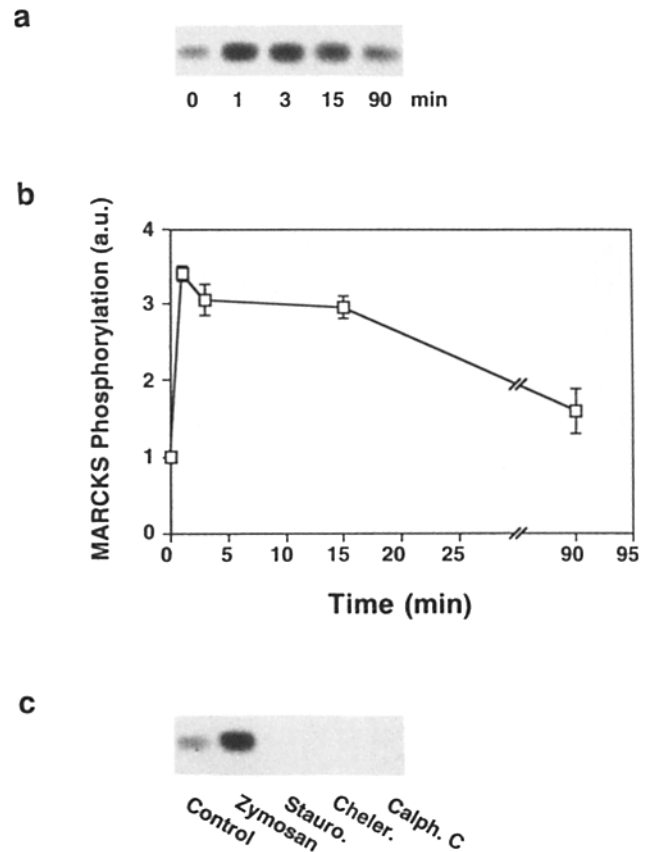 a
0 1 3 15 90 min
b
MARCKS Phosphorylation (a.u.)
4
3
2
1
0
0 5 10 15 20 25 90 95
Time (min)
c
Control Zymosan Stauro. Cheler. Calph. C